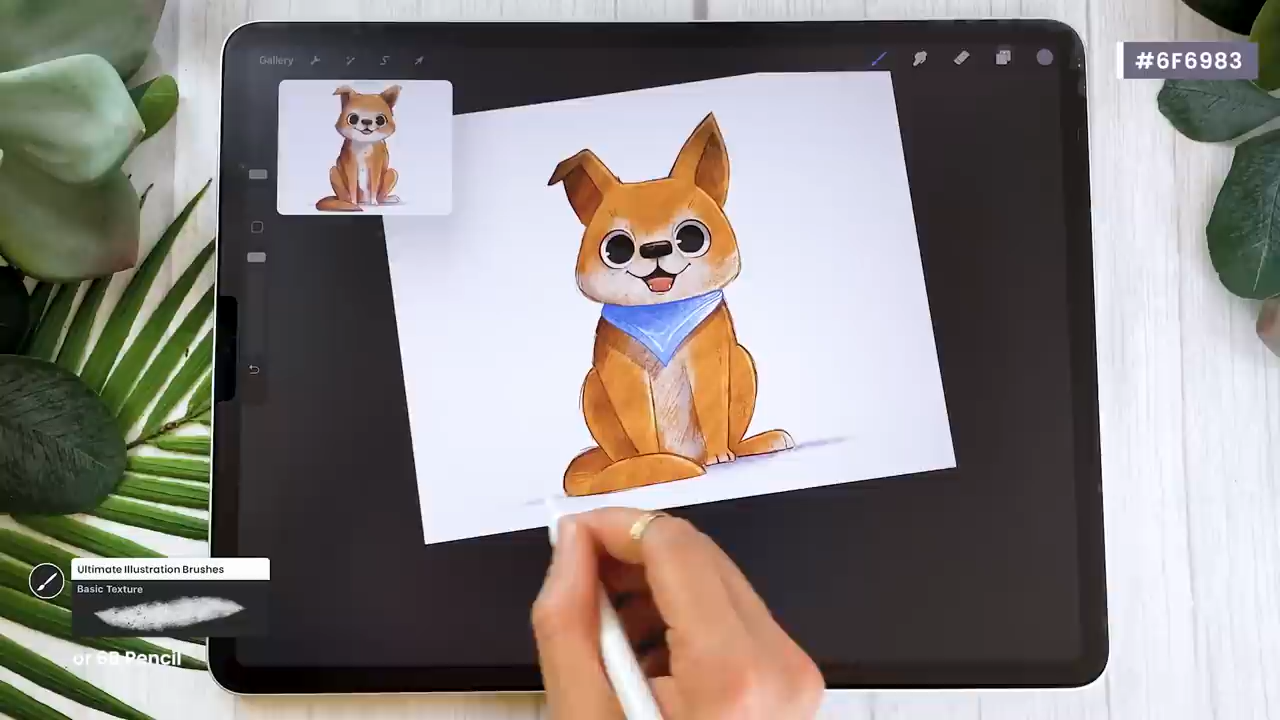 #6F6983
Gallery
Ultimate Illustration Brushes
Basic Texture
or 6B Pencil